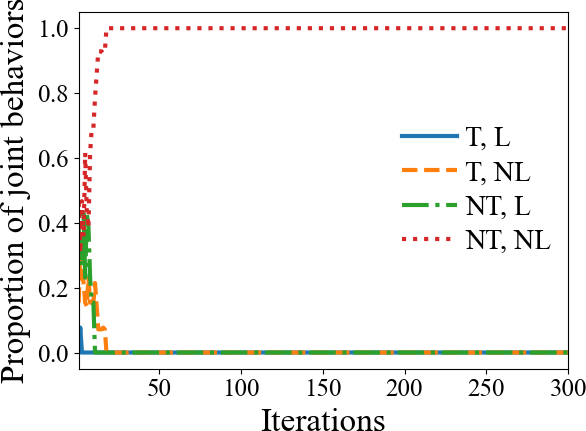 Proportion of joint behaviors
1.0
0.8
0.6
0.4
0.2
0.0
T, L
T, NL
NT, L
NT, NL
50 100 150 200 250 300
Iterations